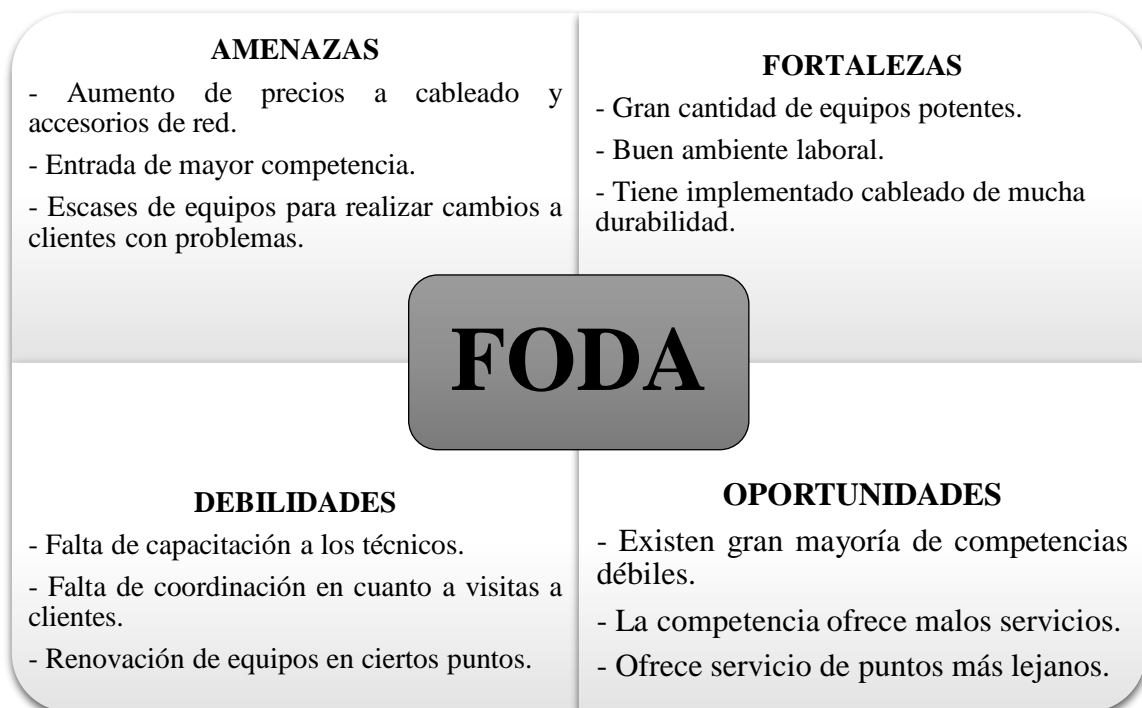 AMENAZAS
- Aumento de precios a cableado y
accesorios de red.
- Entrada de mayor competencia.
- Escases de equipos para realizar cambios a
clientes con problemas.
FORTALEZAS
- Gran cantidad de equipos potentes.
- Buen ambiente laboral.
- Tiene implementado cableado de mucha
durabilidad.
FODA
DEBILIDADES
- Falta de capacitación a los técnicos.
- Falta de coordinación en cuanto a visitas a
clientes.
- Renovación de equipos en ciertos puntos.
OPORTUNIDADES
- Existen gran mayoría de competencias
débiles.
- La competencia ofrece malos servicios.
- Ofrece servicio de puntos más lejanos.